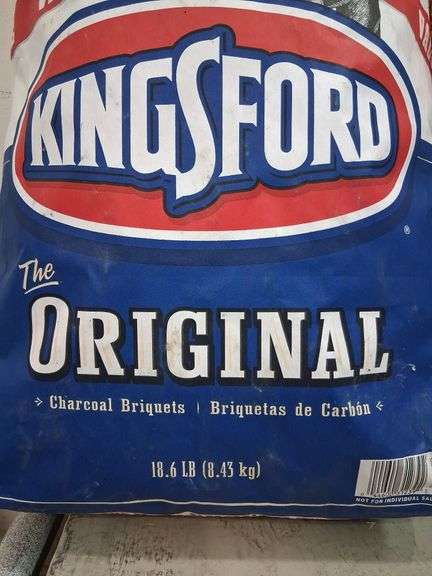 KINGSFORD
®
The
ORIGINAL
Charcoal Briquets | Briquetas de Carbón
18.6 LB (8.43 kg)
NOT FOR INDIVIDUAL